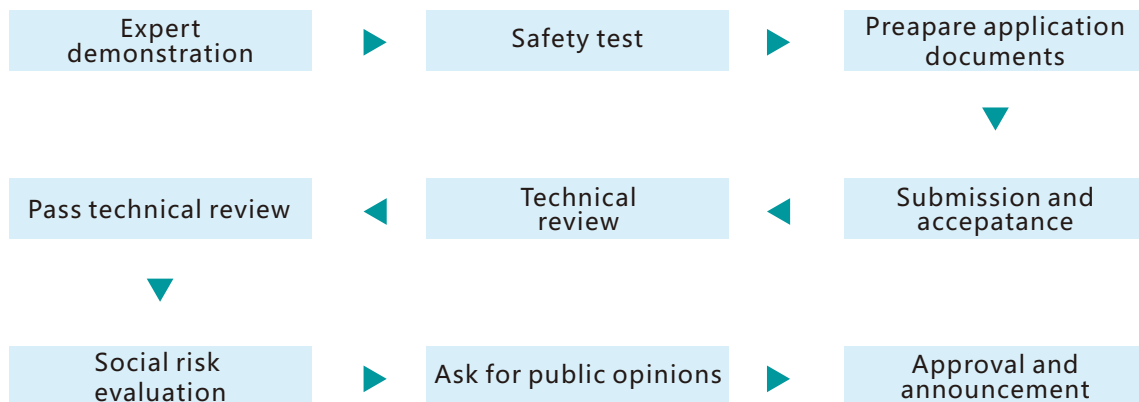 Expert
demonstration
Safety test
Preapare application
documents
Submission and
accepatance
Technical
review
Pass technical review
Social risk
evaluation
Ask for public opinions
Approval and
announcement